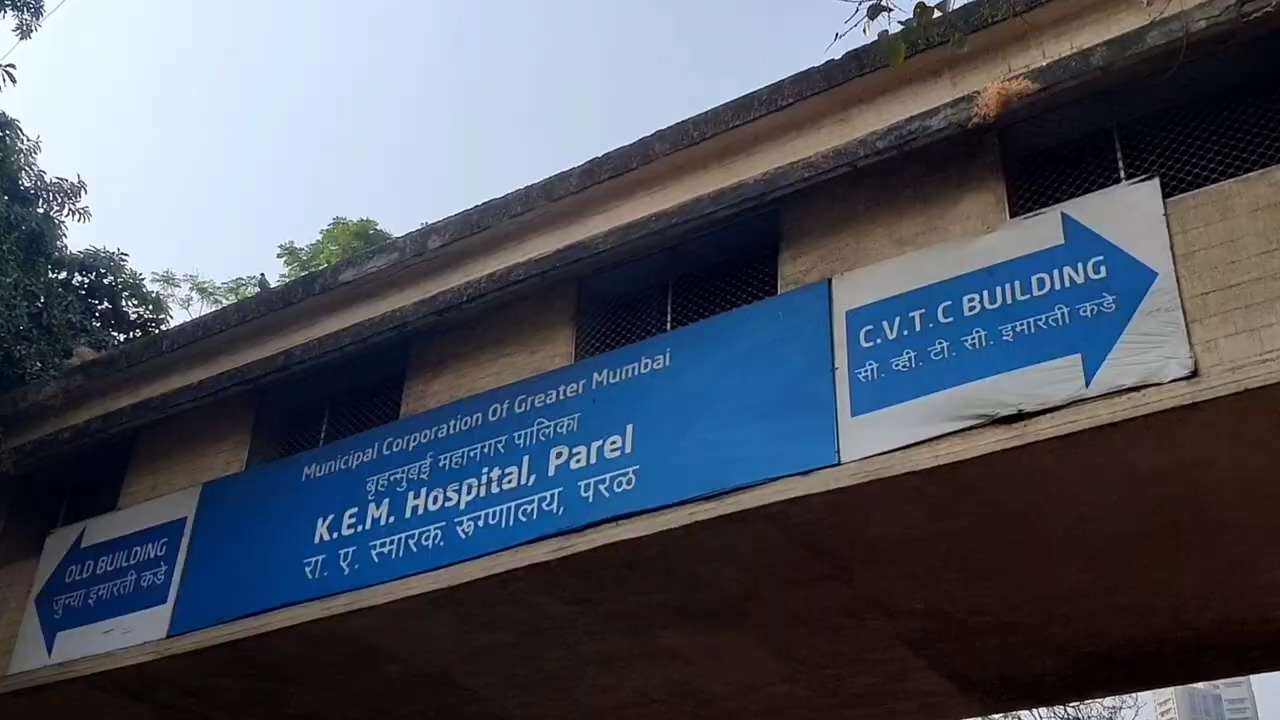 OLD BUILDING
जुन्या इमारती कडे
Municipal Corporation Of Greater Mumbai
बृहन्मुबई महानगर पालिका
K.E.M. Hospital, Parel
रा. ए. स्मारक. रूग्णालय, परळ
C.V.T.C BUILDING
सी. व्ही. टी. सी. इमारती कडे